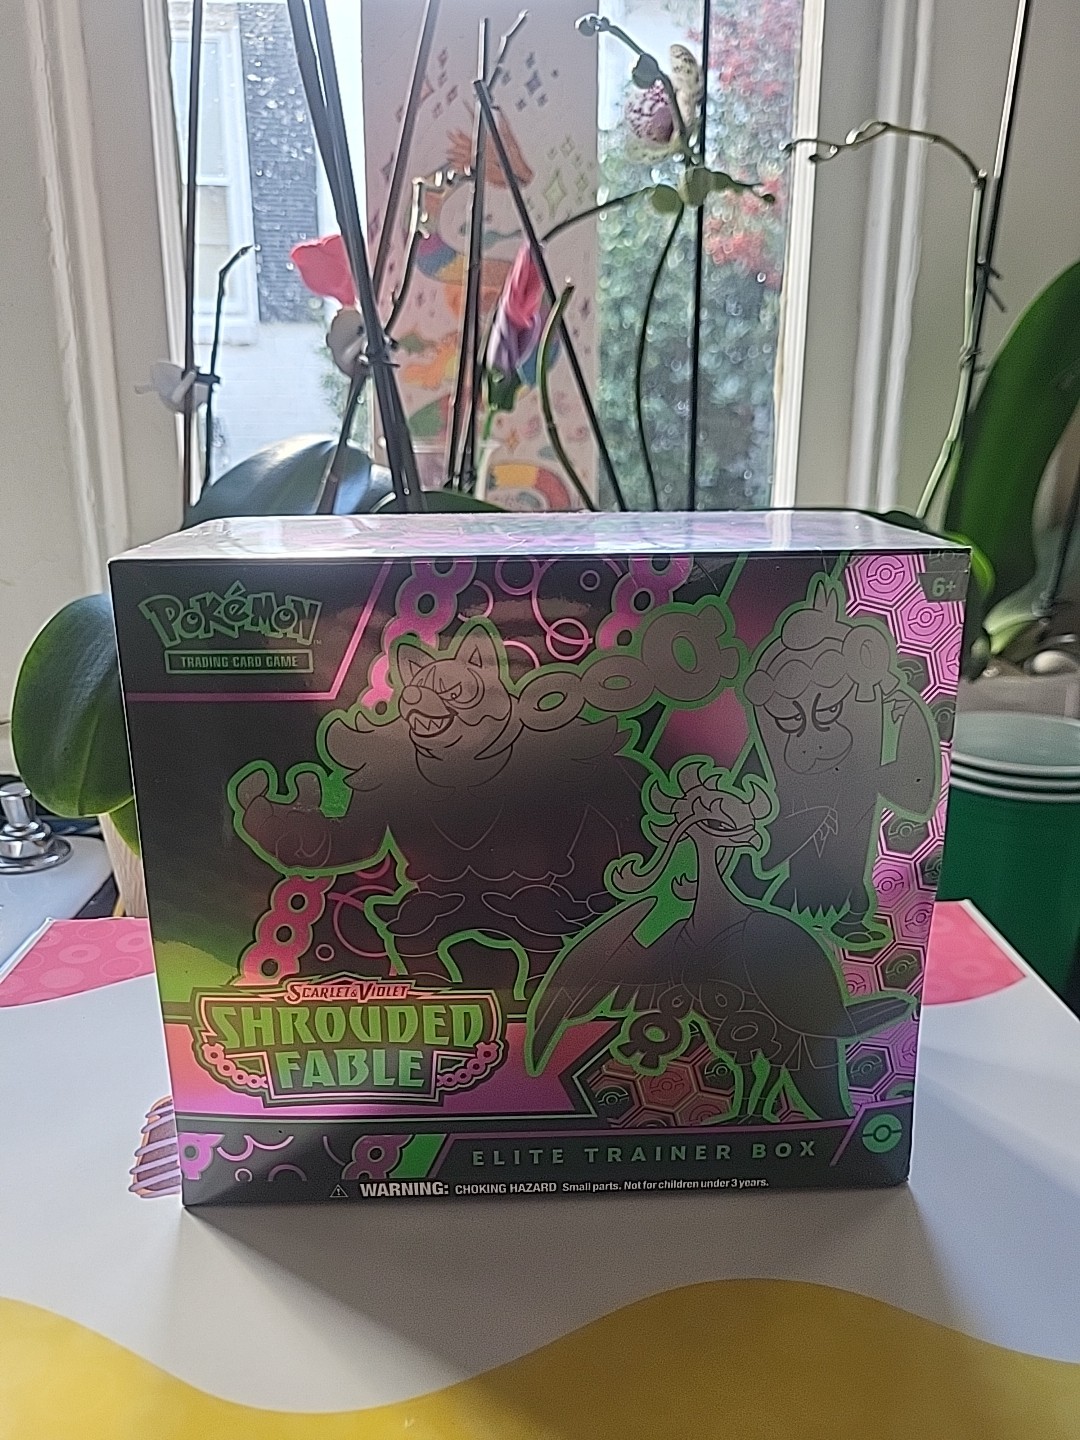 POKéMON
TRADING CARD GAME
6+
SCARLET & VIOLET
SHROUDED
FABLE
ELITE TRAINER BOX
WARNING: CHOKING HAZARD Small parts. Not for children under 3 years.